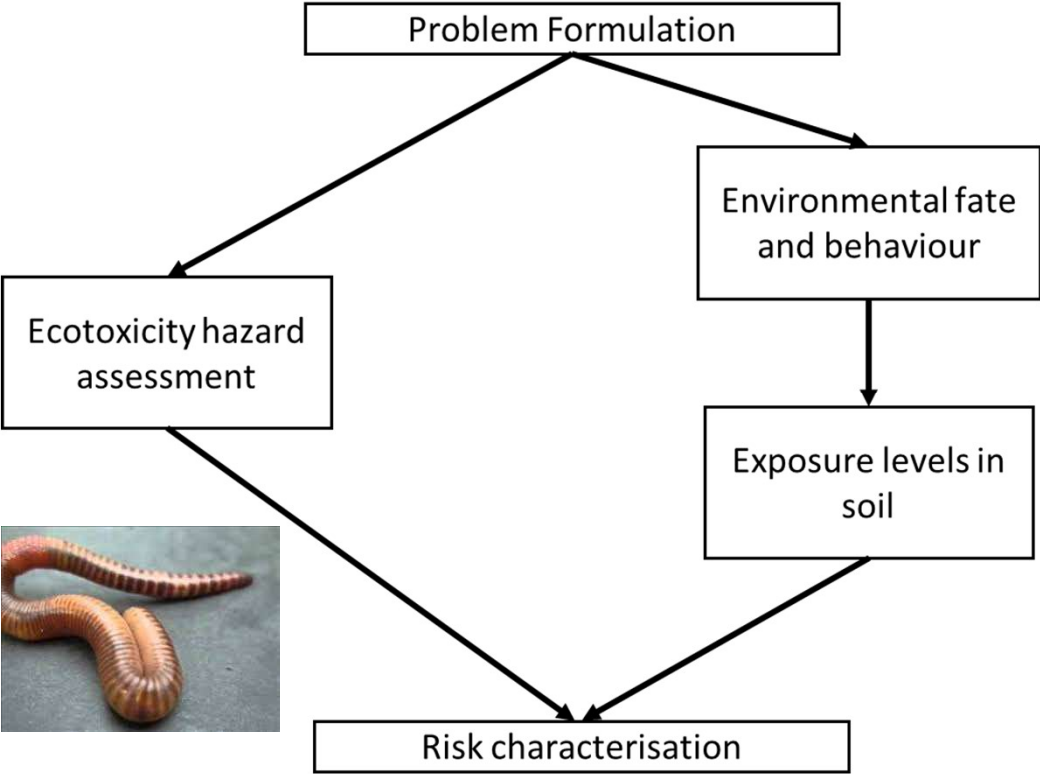 Problem Formulation
Environmental fate
and behaviour
Ecotoxicity hazard
assessment
Exposure levels in
soil
Risk characterisation